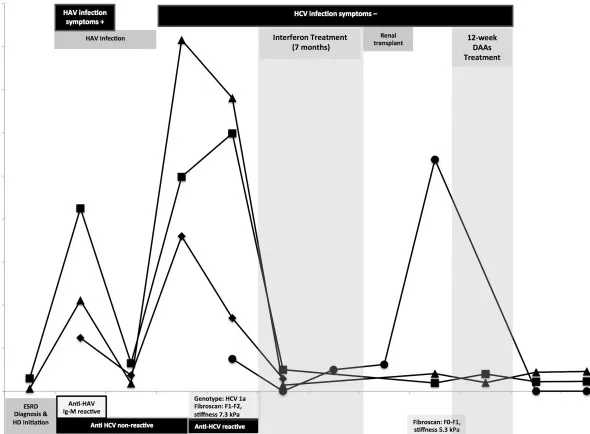 HAV infection
symptoms +
HCV infection symptoms –
HAV Infection
Interferon Treatment
(7 months)
Renal
transplant
12-week
DAAs
Treatment
ESRD
Diagnosis &
HD Initiation
Anti-HAV
Ig-M reactive
Anti HCV non-reactive
Genotype: HCV 1a
Fibroscan: F1-F2,
stiffness 7.3 kPa
Anti-HCV reactive
Fibroscan: F0-F1,
stiffness 5.3 kPa